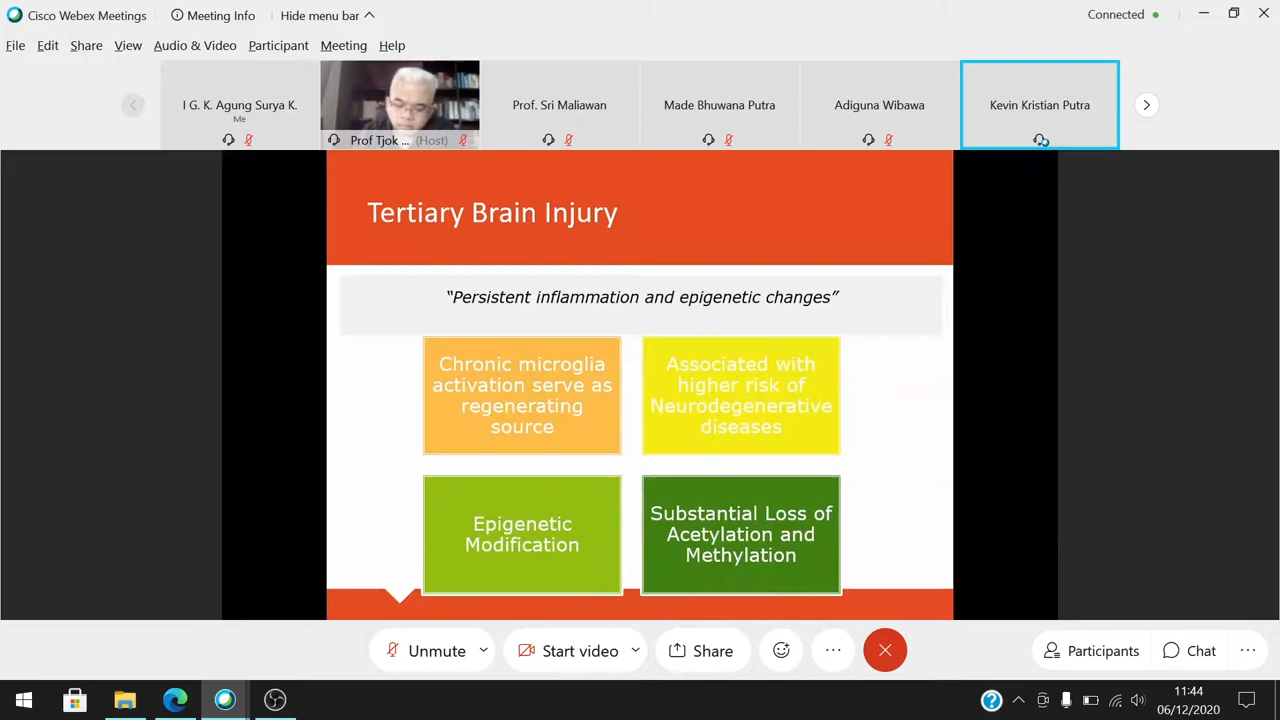 Cisco Webex Meetings
Meeting Info
Hide menu bar
Connected
File Edit Share View Audio & Video Participant Meeting Help
I G. K. Agung Surya K.
Me
Prof Tjok ... (Host)
Prof. Sri Maliawan
Made Bhuwana Putra
Adiguna Wibawa
Kevin Kristian Putra
Tertiary Brain Injury
“Persistent inflammation and epigenetic changes”
Chronic microglia
activation serve as
regenerating
source
Associated with
higher risk of
Neurodegenerative
diseases
Epigenetic
Modification
Substantial Loss of
Acetylation and
Methylation
Unmute
Start video
Share
Participants
Chat
11:44
06/12/2020